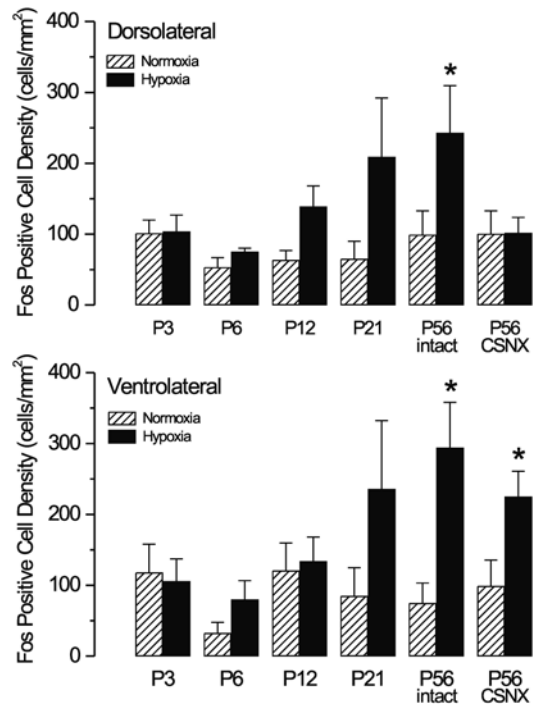 Fos Positive Cell Density (cells/mm²)
400
300
200
100
0
Dorsolateral
Normoxia
Hypoxia
*
P3 P6 P12 P21 P56 P56
intact CSNX
Fos Positive Cell Density (cells/mm²)
400
300
200
100
0
Ventrolateral
Normoxia
Hypoxia
*
*
P3 P6 P12 P21 P56 P56
intact CSNX